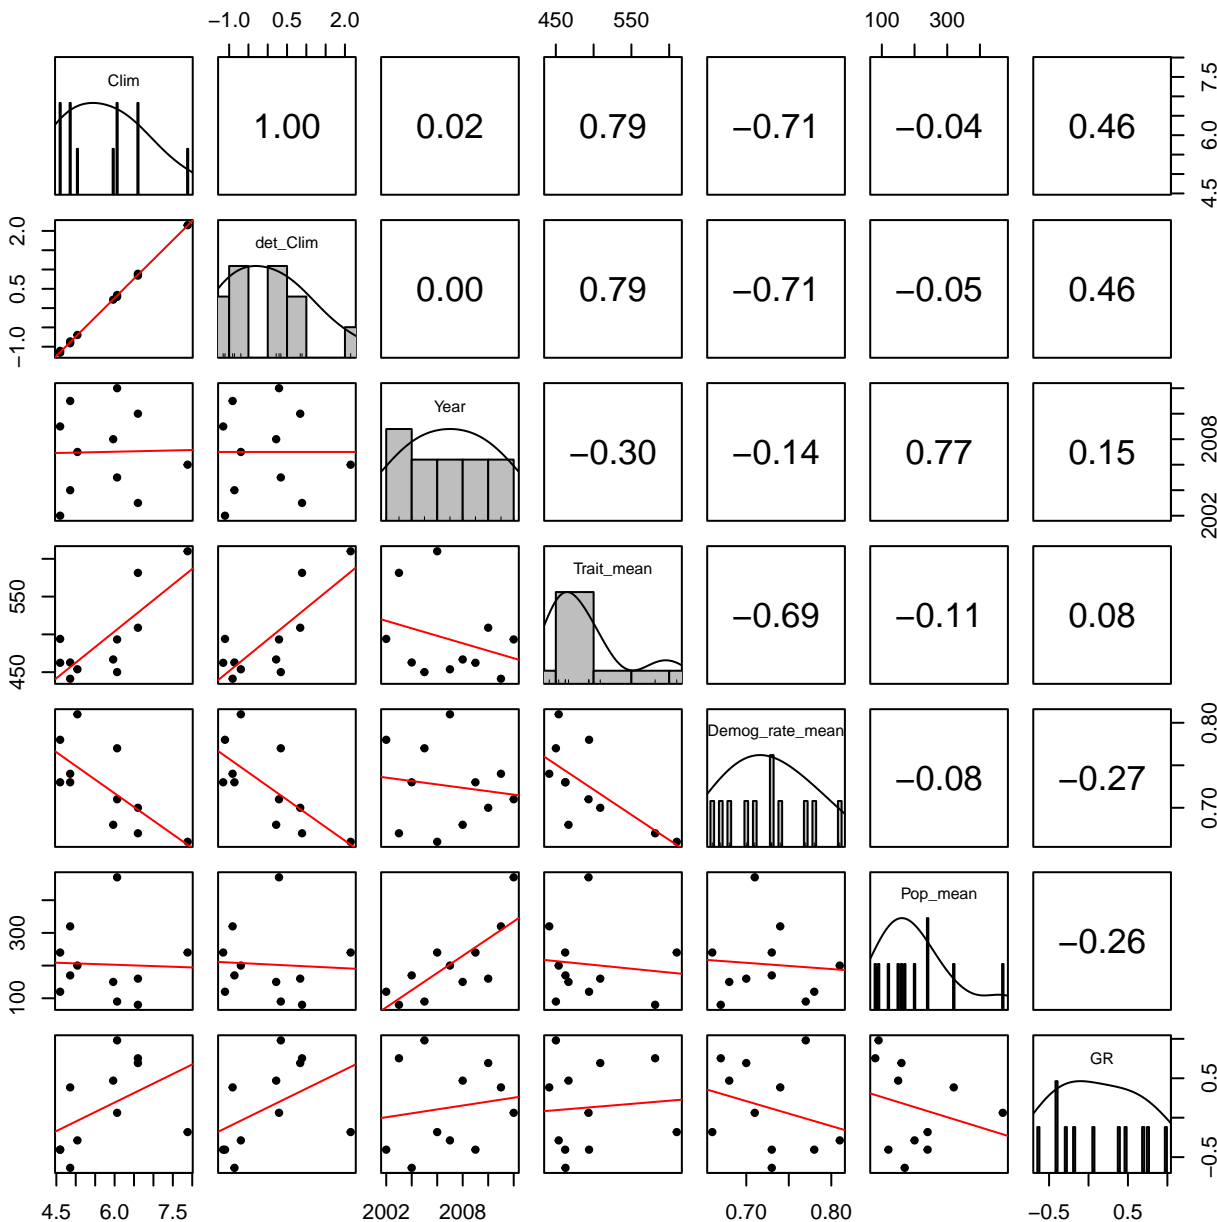 −1.0 0.5 2.0 450 550 100 300
Clim 1.00 0.02 0.79 −0.71 −0.04 0.46 4.5 6.0 7.5
−1.0 0.5 2.0 det_Clim 0.00 0.79 −0.71 −0.05 0.46
Year −0.30 −0.14 0.77 0.15 2002 2008
450 550 Trait_mean −0.69 −0.11 0.08
Demog_rate_mean −0.08 −0.27 0.70 0.80
100 300 Pop_mean −0.26
GR −0.5 0.5
4.5 6.0 7.5 2002 2008 0.70 0.80 −0.5 0.5